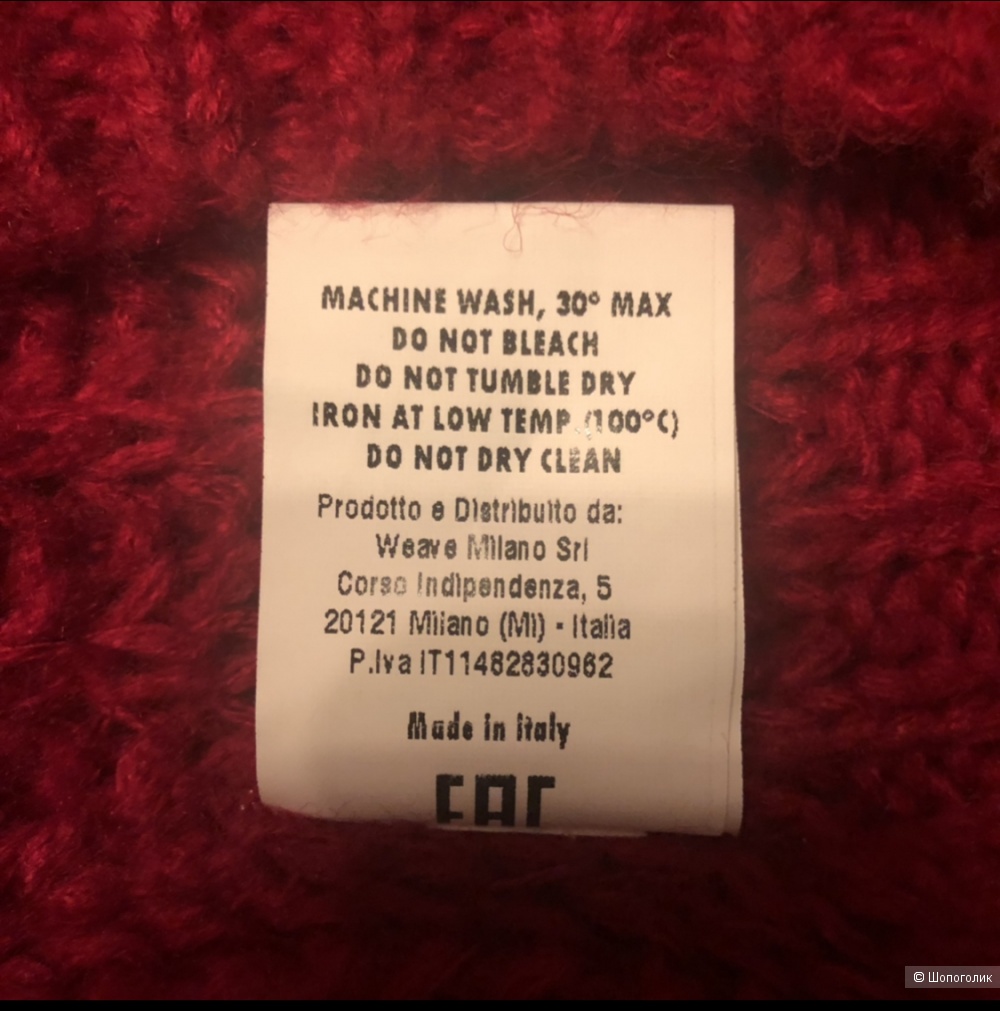 MACHINE WASH, 30° MAX
DO NOT BLEACH
DO NOT TUMBLE DRY
IRON AT LOW TEMP.(100°C)
DO NOT DRY CLEAN
Prodotto e Distribuito da:
Weave Milano Srl
Corso Indipendenza, 5
20121 Milano (MI) - Italia
P.Iva IT11482830962
Made in Italy
EAC
© Шопоголик